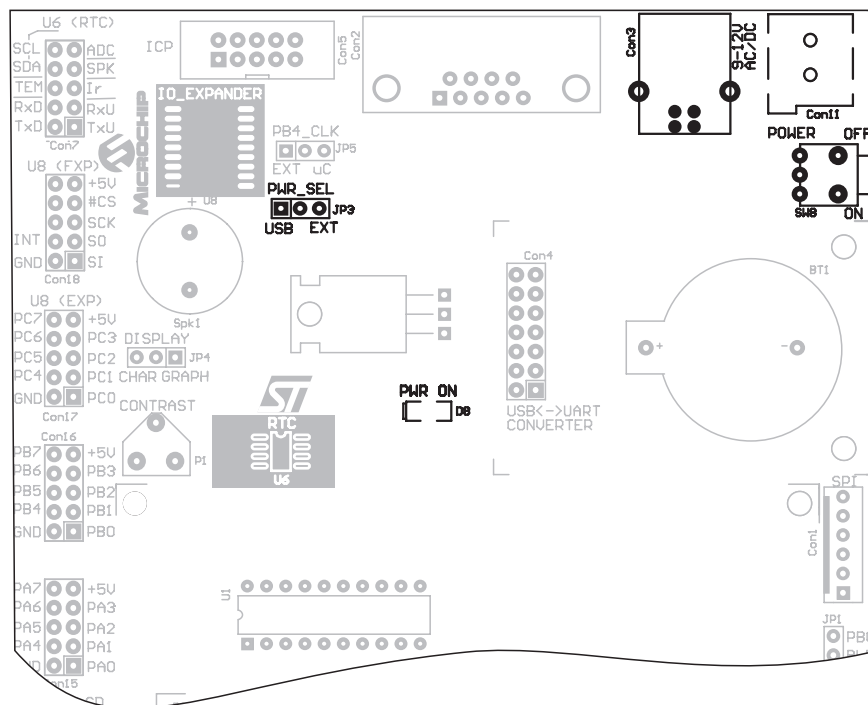 U6 (RTC)
SCL ADC
SDA SPK
TEM Ir
RxD RxU
TxD TxU
Con7
MICROCHIP
ICP
Con5
IO_EXPANDER
+ U8
PB4_CLK
JP5
EXT uC
PWR_SEL
JP3
USB EXT
Con2
Con3
9-12V
AC/DC
Con11
POWER OFF
SW8 ON
U8 (FXP)
+5V
#CS
SCK
INT SO
GND SI
Con18
Spk1
U8 (EXP)
PC7 +5V
PC6 PC3
PC5 PC2
PC4 PC1
GND PC0
Con17
DISPLAY
JP4
CHAR GRAPH
CONTRAST
P1
ST
RTC
U6
PWR ON
D8
Con4
USB<->UART
CONVERTER
BT1
+ -
Con16
PB7 +5V
PB6 PB3
PB5 PB2
PB4 PB1
GND PB0
SPI
Con1
U1
PA7 +5V
PA6 PA3
PA5 PA2
PA4 PA1
PA0
JP1